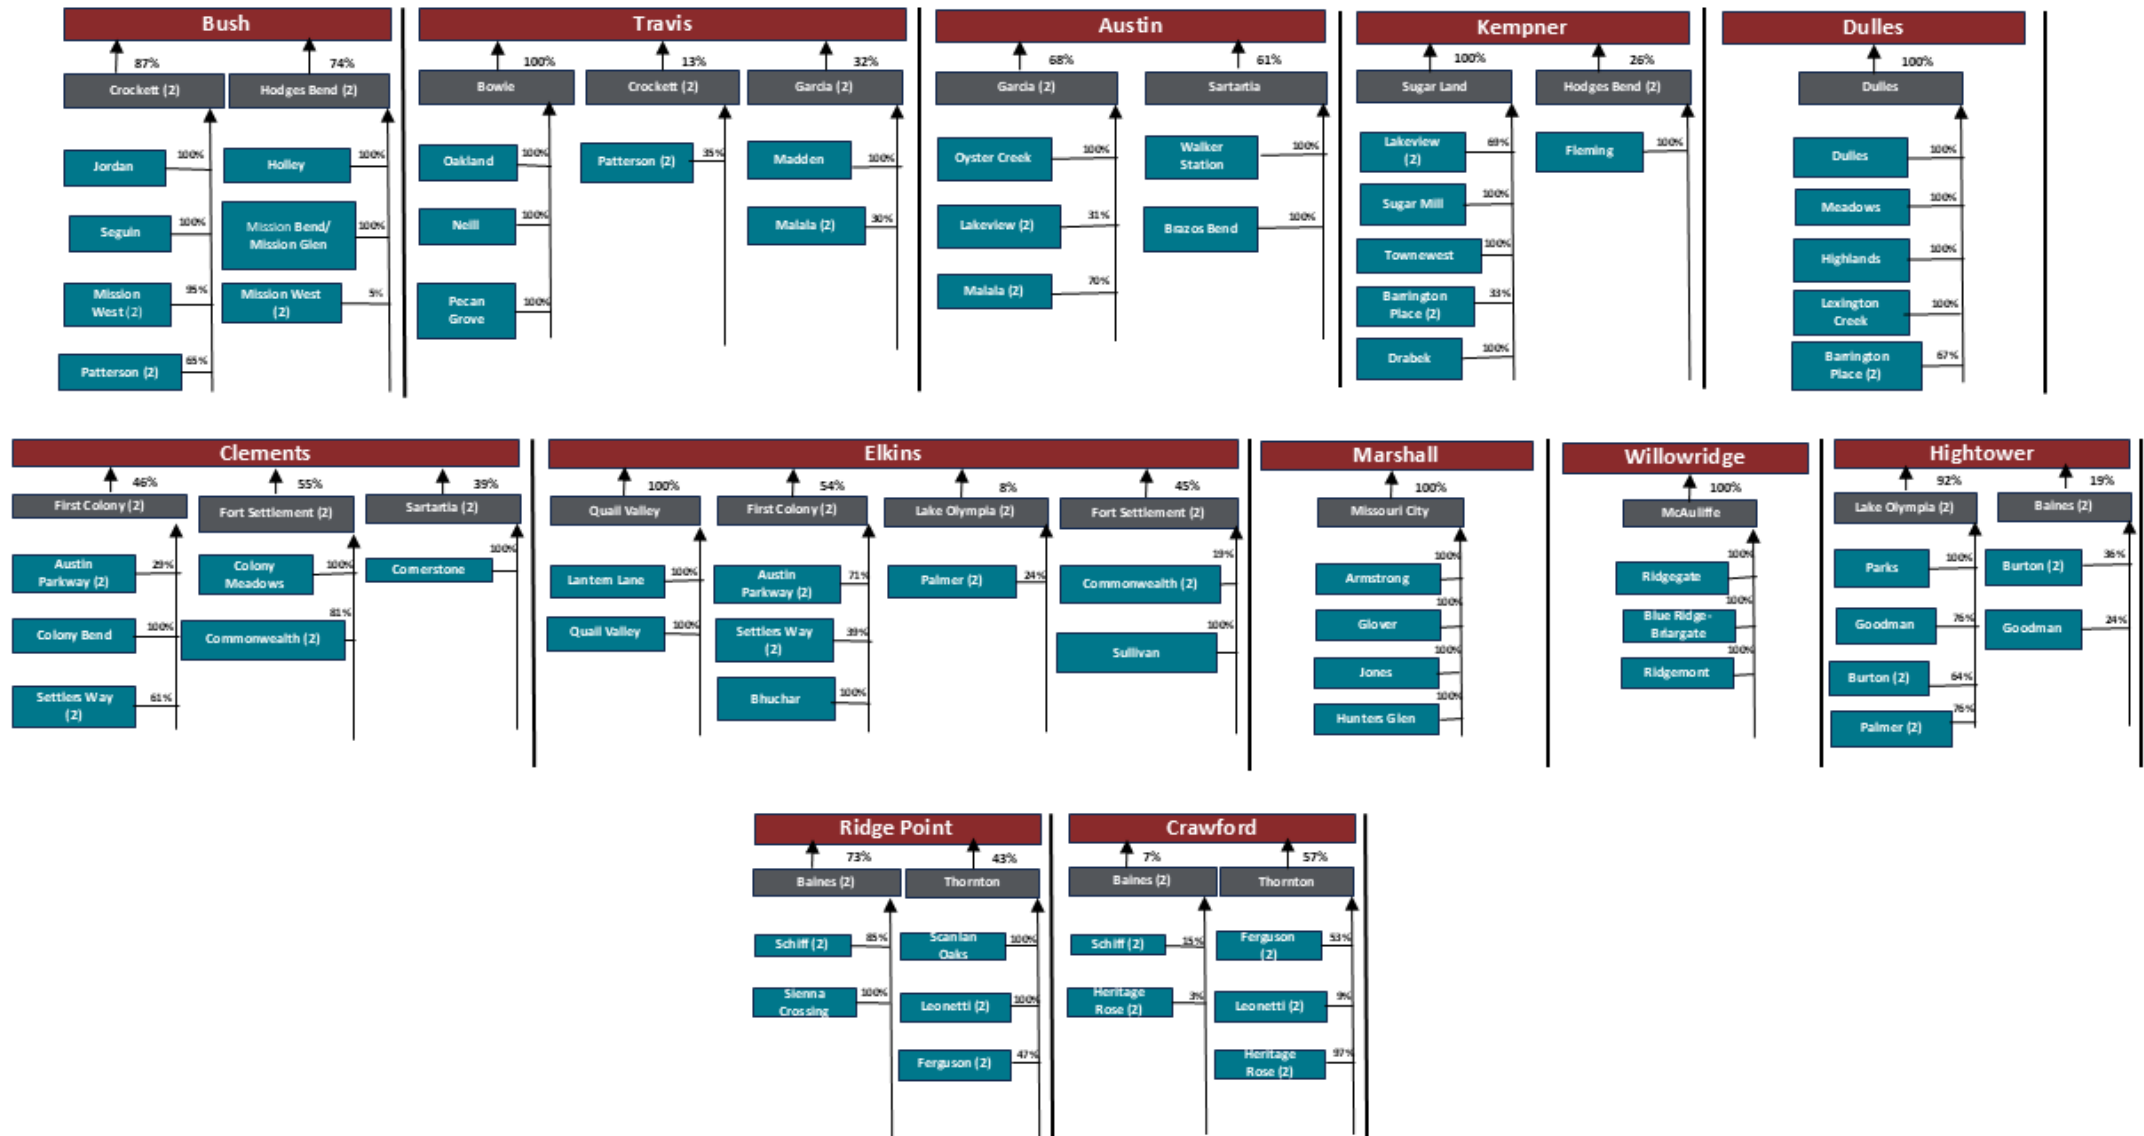 Bush
87%
74%
Crockett (2)
Hodges Bend (2)
Jordan
100%
Holley
100%
Seguin
100%
Mission Bend/
Mission Glen
100%
Mission
West (2)
95%
Mission West
(2)
5%
Patterson (2)
65%
Travis
100%
13%
32%
Bowie
Crockett (2)
Garcia (2)
Oakland
100%
Patterson (2)
35%
Madden
100%
Neill
100%
Malala (2)
30%
Pecan
Grove
100%
Austin
68%
61%
Garcia (2)
Sartartia
Oyster Creek
100%
Walker
Station
100%
Lakeview (2)
31%
Brazos Bend
100%
Malala (2)
70%
Kempner
100%
26%
Sugar Land
Hodges Bend (2)
Lakeview
(2)
69%
Fleming
100%
Sugar Mill
100%
Townewest
100%
Barrington
Place (2)
33%
Drabek
100%
Dulles
100%
Dulles
Dulles
100%
Meadows
100%
Highlands
100%
Lexington
Creek
100%
Barrington
Place (2)
67%
Clements
46%
55%
39%
First Colony (2)
Fort Settlement (2)
Sartartia (2)
Austin
Parkway (2)
29%
Colony
Meadows
100%
Cornerstone
100%
Colony Bend
100%
Commonwealth (2)
81%
Settlers Way
(2)
61%
Elkins
100%
54%
8%
45%
Quail Valley
First Colony (2)
Lake Olympia (2)
Fort Settlement (2)
Lantern Lane
100%
Austin
Parkway (2)
71%
Palmer (2)
24%
Commonwealth (2)
19%
Quail Valley
100%
Settlers Way
(2)
39%
Sullivan
100%
Bhuchar
100%
Marshall
100%
Missouri City
Armstrong
100%
Glover
100%
Jones
100%
Hunters Glen
100%
Willowridge
100%
McAuliffe
Ridgegate
100%
Blue Ridge-
Briargate
100%
Ridgemont
100%
Hightower
92%
19%
Lake Olympia (2)
Baines (2)
Parks
100%
Burton (2)
36%
Goodman
76%
Goodman
24%
Burton (2)
64%
Palmer (2)
76%
Ridge Point
73%
43%
Baines (2)
Thornton
Schiff (2)
85%
Scanlan
Oaks
100%
Sienna
Crossing
100%
Leonetti (2)
100%
Ferguson (2)
47%
Crawford
7%
57%
Baines (2)
Thornton
Schiff (2)
15%
Ferguson
(2)
53%
Heritage
Rose (2)
3%
Leonetti (2)
9%
Heritage
Rose (2)
97%